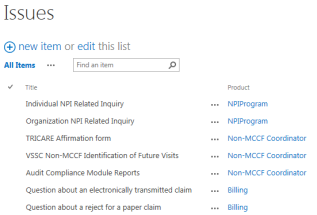 Issues
new item or edit this list
All Items ••• Find an item
✓ Title Product
Individual NPI Related Inquiry ••• NPIProgram
Organization NPI Related Inquiry ••• NPIProgram
TRICARE Affirmation form ••• Non-MCCF Coordinator
VSSC Non-MCCF Identification of Future Visits ••• Non-MCCF Coordinator
Audit Compliance Module Reports ••• Non-MCCF Coordinator
Question about an electronically transmitted claim ••• Billing
Question about a reject for a paper claim ••• Billing